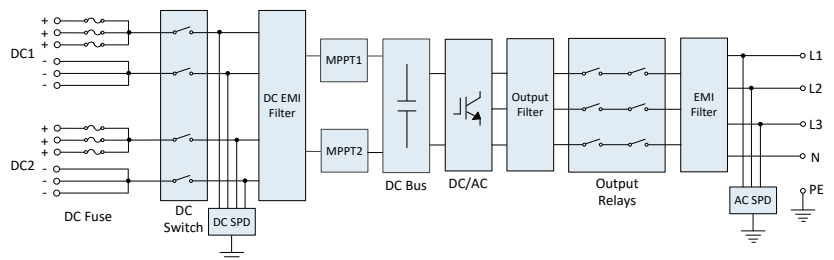 +
+
+
DC1
-
-
-
+
+
+
DC2
-
-
-
DC Fuse
DC
Switch
DC SPD
DC EMI
Filter
MPPT1
MPPT2
DC Bus
DC/AC
Output
Filter
Output
Relays
EMI
Filter
L1
L2
L3
N
PE
AC SPD